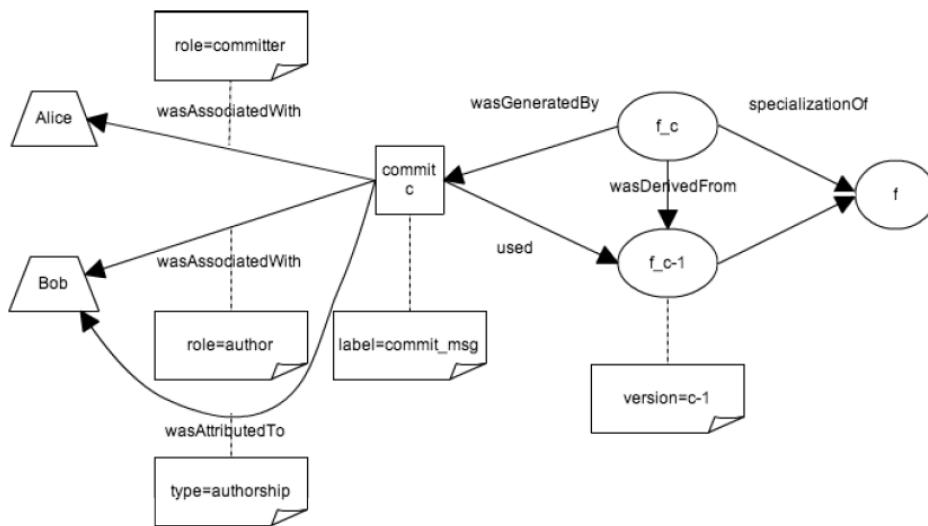 role=committer
wasAssociatedWith
Alice
wasGeneratedBy
specializationOf
f_c
commit
c
wasDerivedFrom
f
used
f_c-1
wasAssociatedWith
Bob
role=author
label=commit_msg
version=c-1
wasAttributedTo
type=authorship